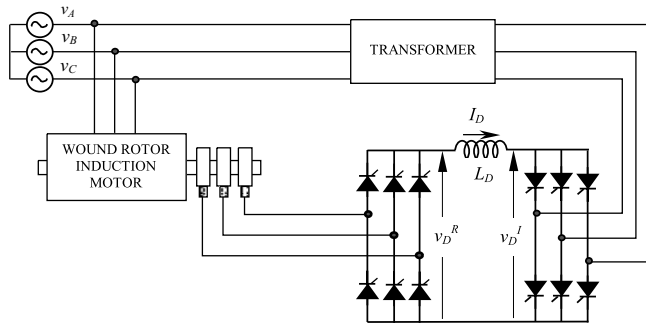 v_A
v_B
v_C
TRANSFORMER
WOUND ROTOR
INDUCTION
MOTOR
I_D
L_D
v_D^R
v_D^I